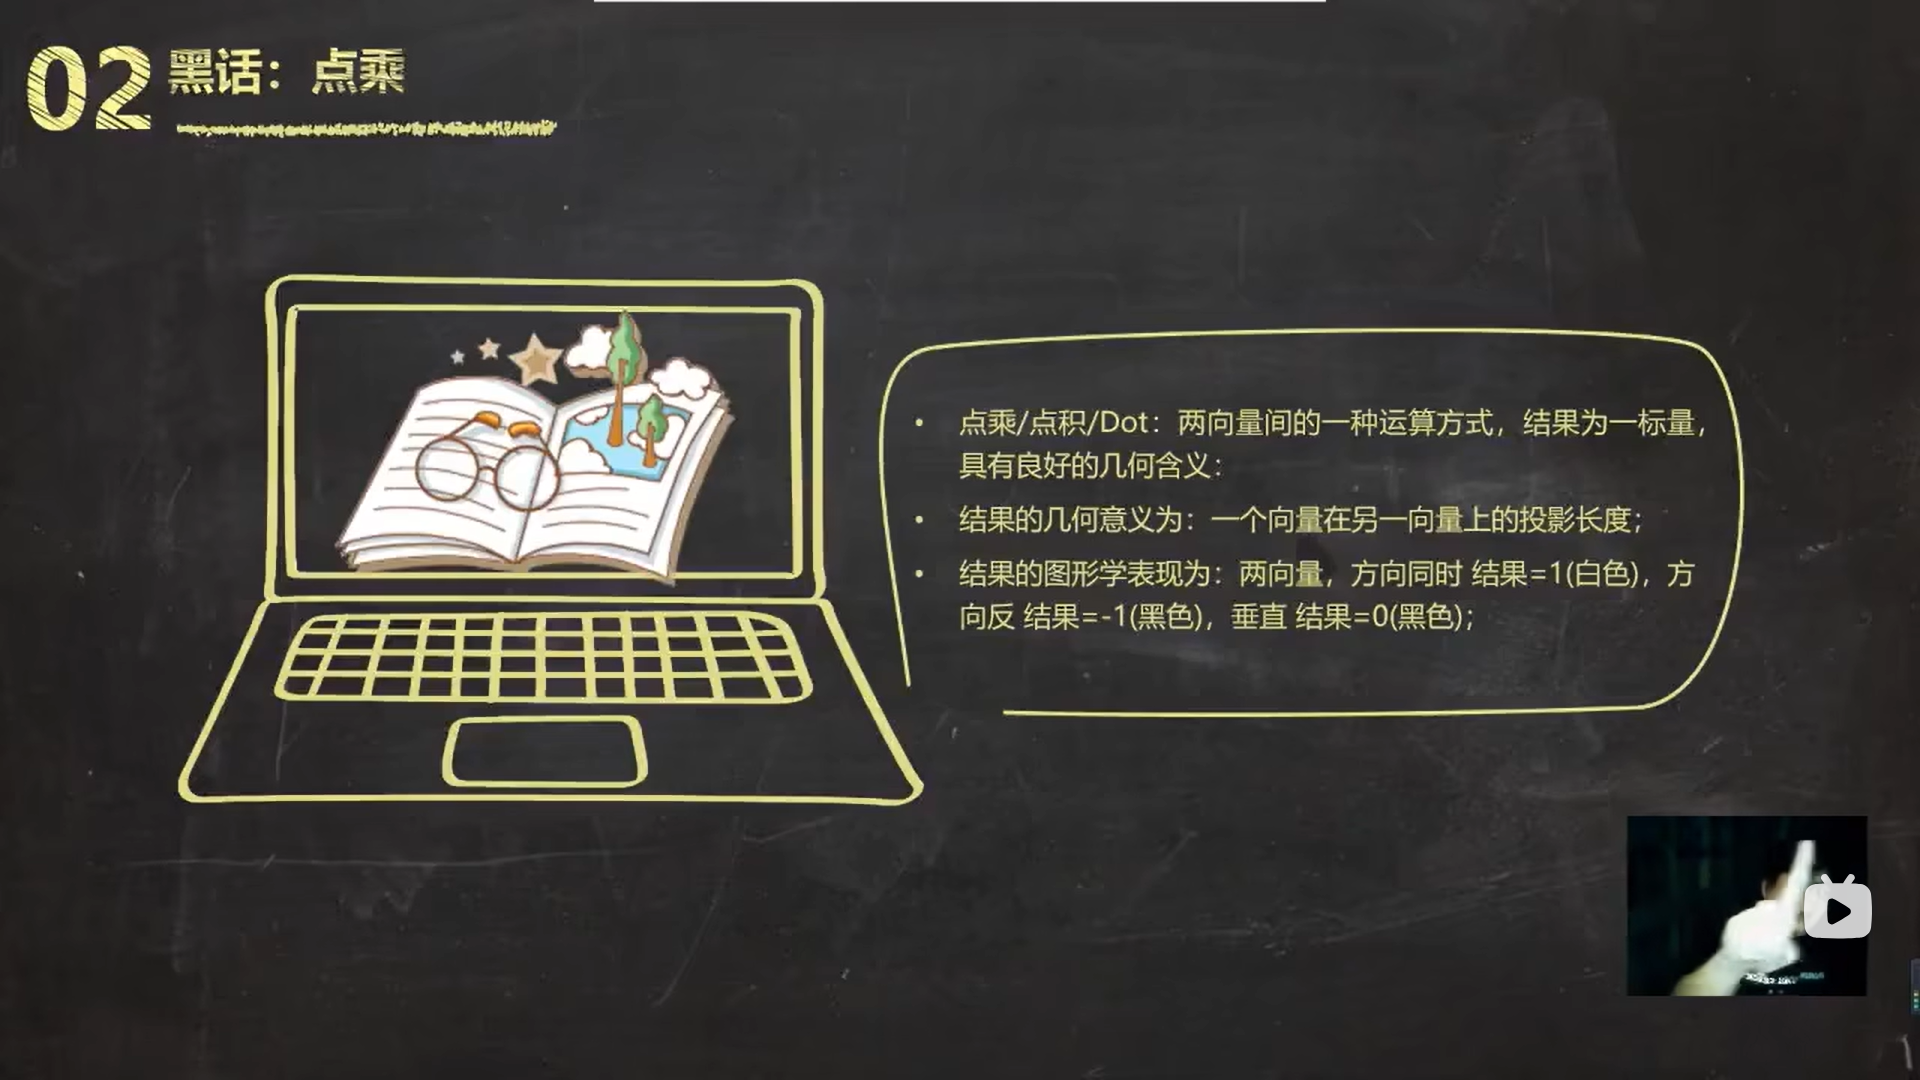 02
黑话：点乘
• 点乘/点积/Dot：两向量间的一种运算方式，结果为一标量，
具有良好的几何含义：
• 结果的几何意义为：一个向量在另一向量上的投影长度；
• 结果的图形学表现为：两向量，方向同时 结果=1(白色)，方
向反 结果=-1(黑色)，垂直 结果=0(黑色)；